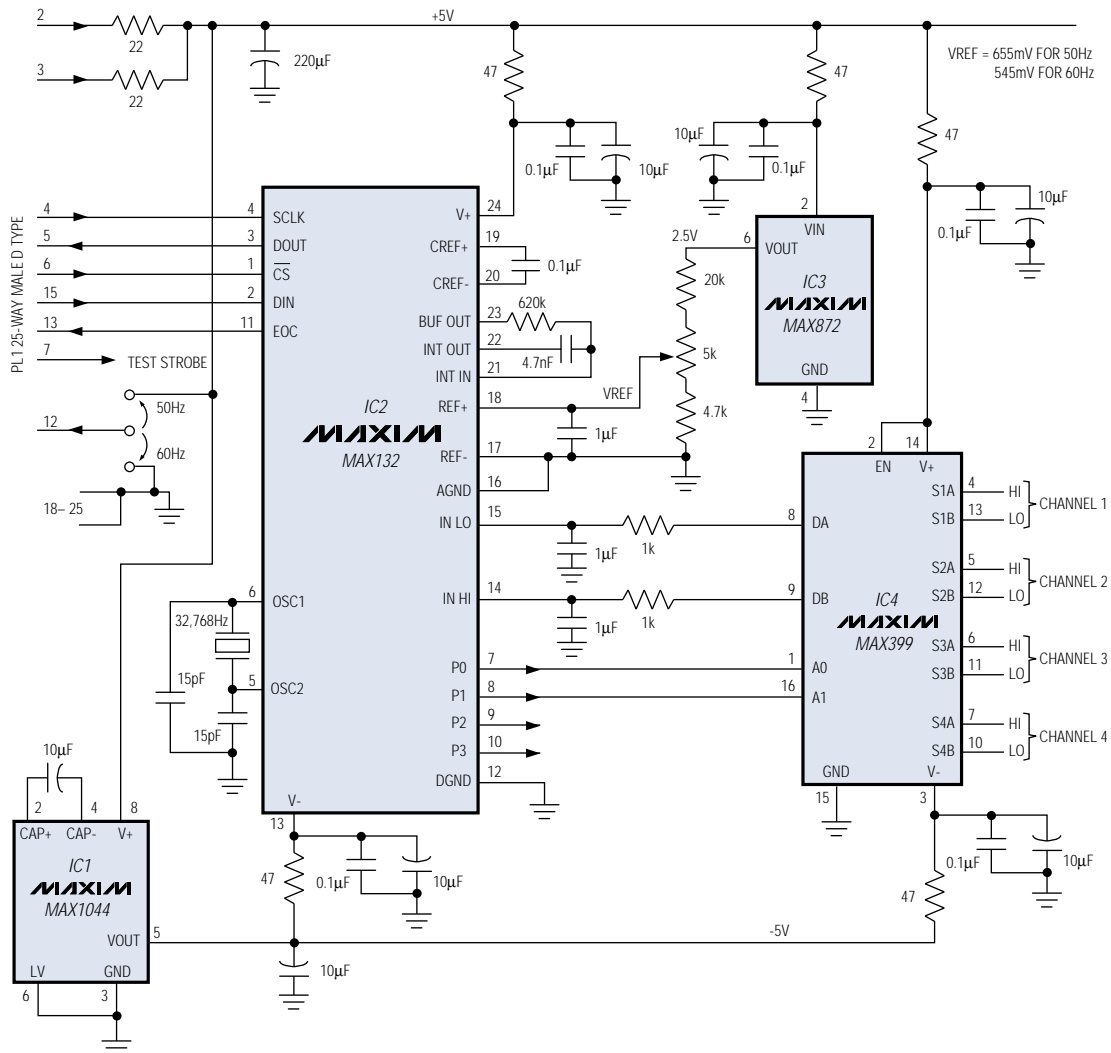 2
22
3
22
+5V
220µF
47
0.1µF
10µF
47
10µF
0.1µF
VREF = 655mV FOR 50Hz
545mV FOR 60Hz
47
0.1µF
10µF
PL1 25-WAY MALE D TYPE
4
5
6
15
13
7
TEST STROBE
12
50Hz
60Hz
18–25
4
3
1
2
11
SCLK
DOUT
CS
DIN
EOC
IC2
MAXIM
MAX132
V+
24
CREF+
19
CREF-
20
0.1µF
BUF OUT
23
620k
INT OUT
22
4.7nF
INT IN
21
REF+
18
VREF
1µF
REF-
17
AGND
16
IN LO
15
1µF
1k
IN HI
14
1µF
1k
P0
7
P1
8
P2
9
P3
10
DGND
12
6
OSC1
32,768Hz
5
OSC2
15pF
15pF
V-
13
47
0.1µF
10µF
2.5V
6
VOUT
2
VIN
IC3
MAXIM
MAX872
GND
4
20k
5k
4.7k
2
14
EN
V+
8
DA
9
DB
1
A0
16
A1
IC4
MAXIM
MAX399
S1A
4
HI
S1B
13
LO
CHANNEL 1
S2A
5
HI
S2B
12
LO
CHANNEL 2
S3A
6
HI
S3B
11
LO
CHANNEL 3
S4A
7
HI
S4B
10
LO
CHANNEL 4
GND
15
V-
3
0.1µF
10µF
47
10µF
2
4
8
CAP+
CAP-
V+
IC1
MAXIM
MAX1044
VOUT
5
LV
GND
6
3
-5V
10µF